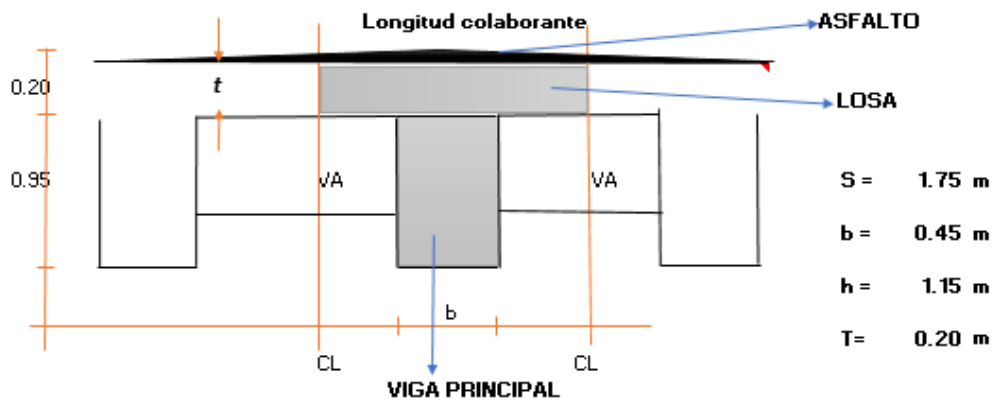 Longitud colaborante
ASFALTO
0.20
t
LOSA
0.95
VA
VA
S = 1.75 m
b = 0.45 m
h = 1.15 m
T= 0.20 m
b
CL
CL
VIGA PRINCIPAL